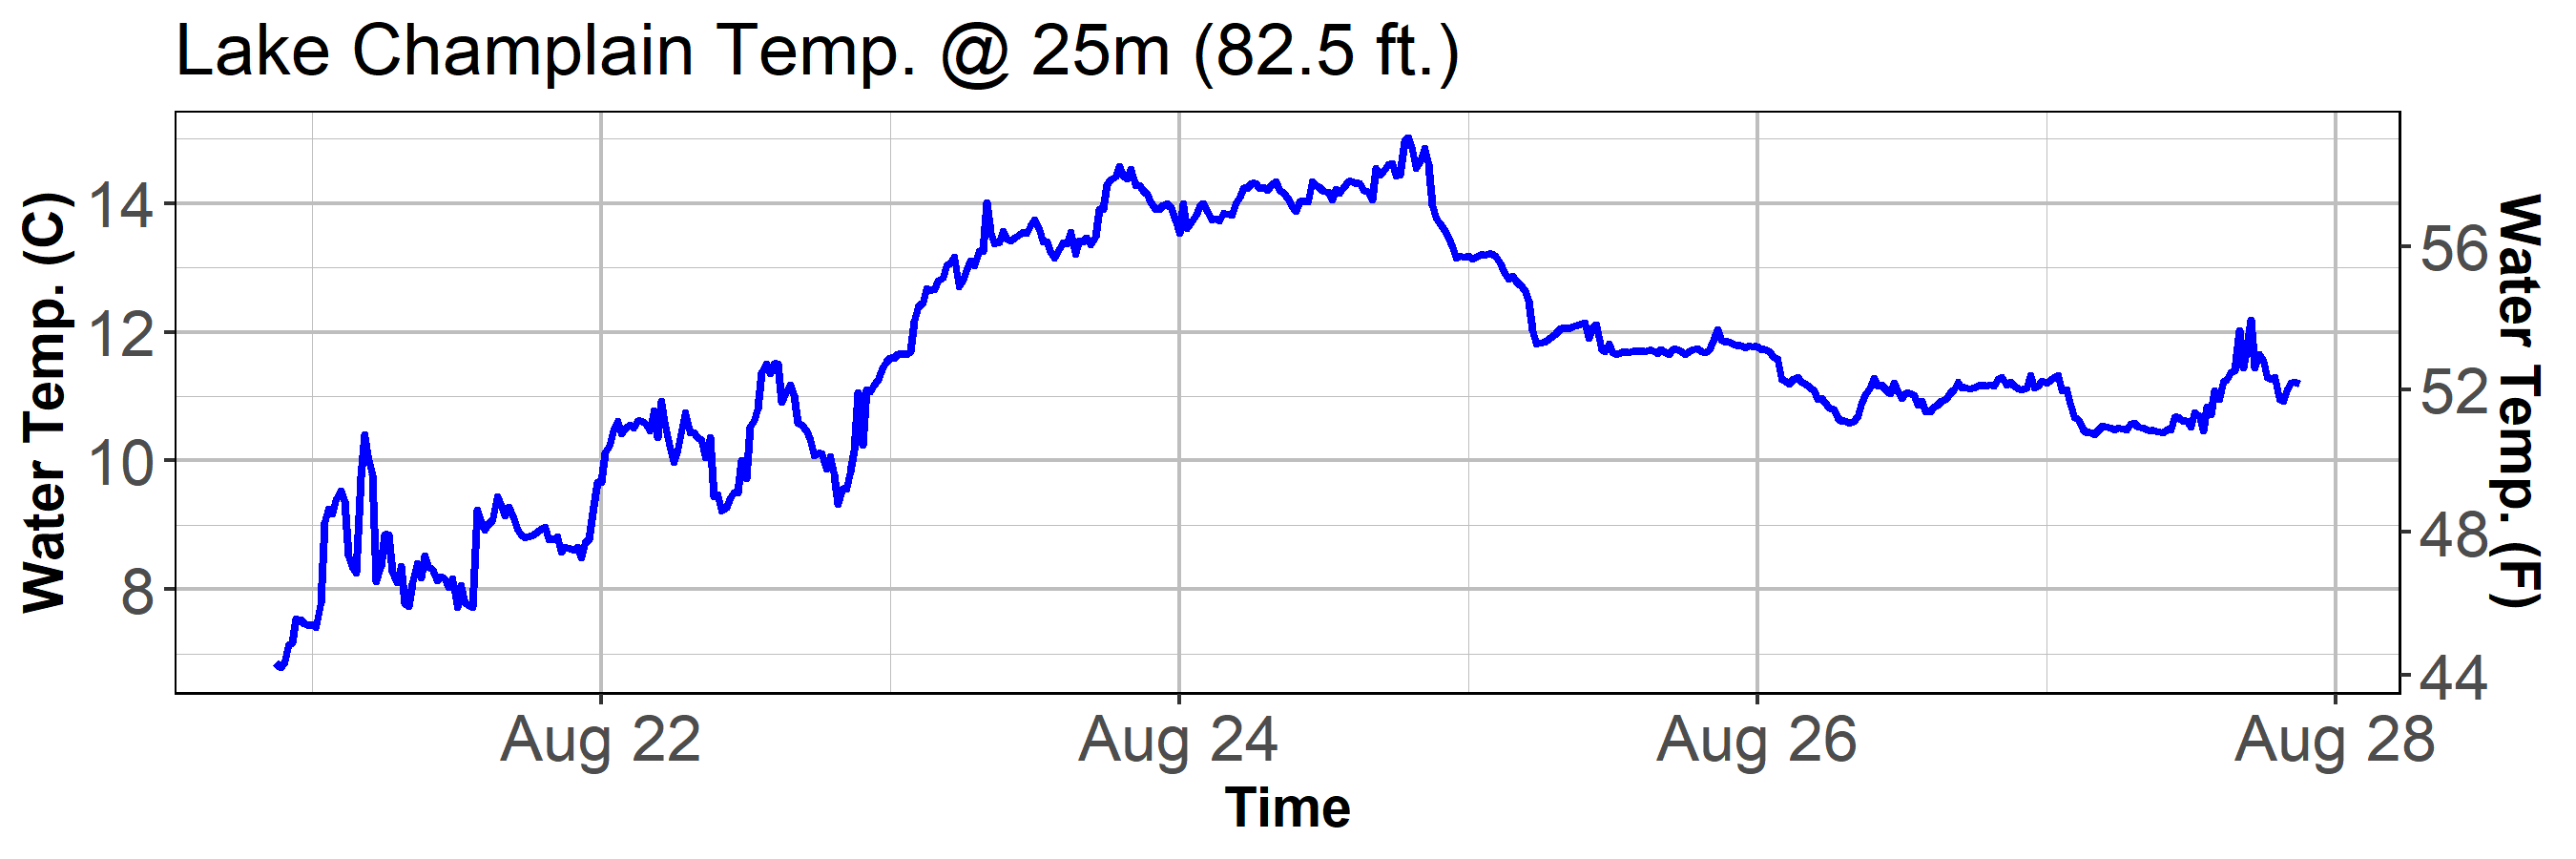 Lake Champlain Temp. @ 25m (82.5 ft.)
Water Temp. (C)
14
12
10
8
56
52
48
44
Water Temp. (F)
Aug 22
Aug 24
Aug 26
Aug 28
Time